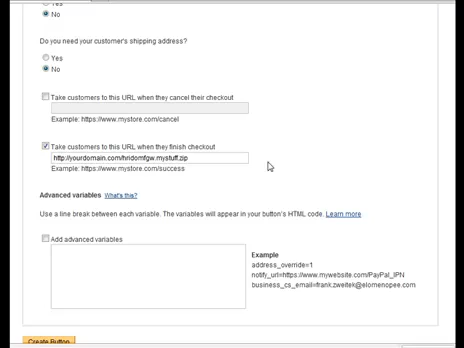 Yes
No
Do you need your customer's shipping address?
Yes
No
Take customers to this URL when they cancel their checkout
Example: https://www.mystore.com/cancel
Take customers to this URL when they finish checkout
http://yourdomain.com/hridomfgw.mystuff.zip
Example: https://www.mystore.com/success
Advanced variables What's this?
Use a line break between each variable. The variables will appear in your button's HTML code. Learn more
Add advanced variables
Example
address_override=1
notify_url=https://www.mywebsite.com/PayPal_IPN
business_cs_email=frank.zweitek@elomenopee.com
Create Button